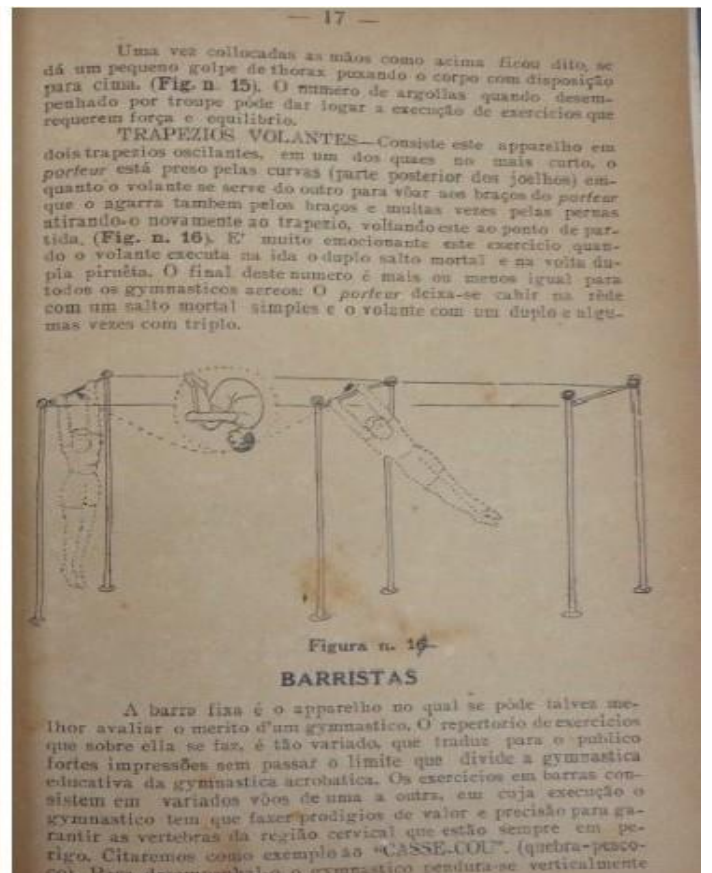 — 17 —
Uma vez collocadas as mãos como acima ficou dito, se
dá um pequeno golpe de thorax puxando o corpo com disposição
para cima. (Fig. n. 15). O numero de argollas quando desem-
penhado por troupe póde dar logar a execução de exercicios que
requerem força e equilibrio.
TRAPEZIOS VOLANTES—Consiste este apparelho em
dois trapezios oscilantes, em um dos quaes no mais curto, o
porteur está preso pelas curvas (parte posterior dos joelhos) em-
quanto o volante se serve do outro para vôar aos braços do porteur
que o agarra tambem pelos braços e muitas vezes pelas pernas
atirando-o novamente ao trapezio, voltando este ao ponto de par-
tida. (Fig. n. 16). E' muito emocionante este exercicio quan-
do o volante executa na ida o duplo salto mortal e na volta du-
pla piruêta. O final deste numero é mais ou menos igual para
todos os gymnasticos aereos: O porteur deixa-se cahir na rêde
com um salto mortal simples e o volante com um duplo e algu-
mas vezes com triplo.
Figura n.
BARRISTAS
A barra fixa é o apparelho no qual se póde talvez me-
lhor avaliar o merito d'um gymnastico. O repertorio de exercicios
que sobre ella se faz, é tão variado, que traduz para o publico
fortes impressões sem passar o limite que divide a gymnastica
educativa da gymnastica acrobatica. Os exercicios em barras con-
sistem em variados vôos de uma a outra, em cuja execução o
gymnastico tem que fazer prodigios de valor e precisão para ga-
rantir as vertebras da região cervical que estão sempre em pe-
rigo. Citaremos como exemplo ao "CASSE-COU". (quebra-pesco-
o gymnastico pendura-se verticalmente